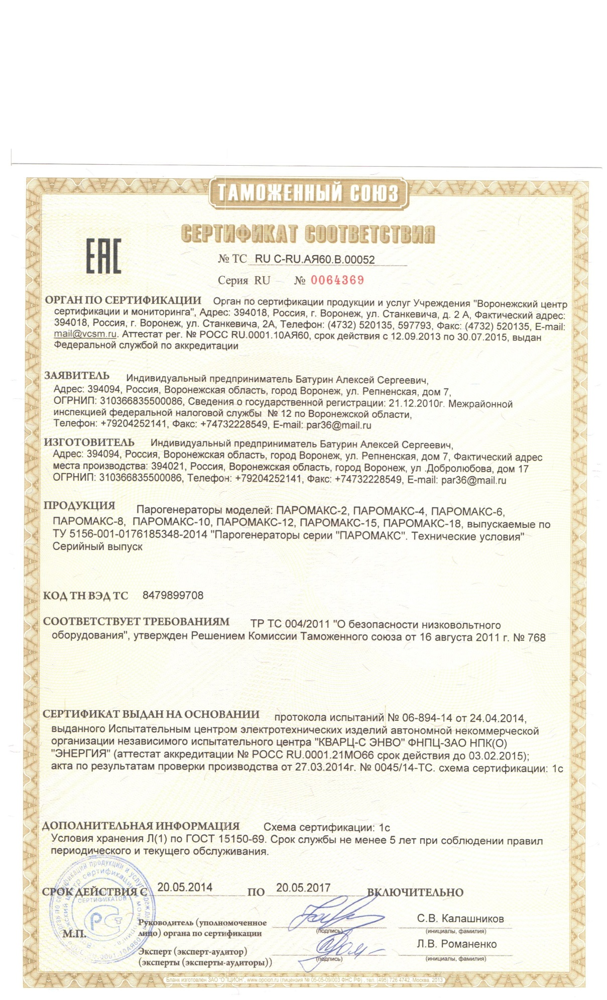 ТАМОЖЕННЫЙ СОЮЗ
СЕРТИФИКАТ СООТВЕТСТВИЯ
ЕАС
№ ТС RU C-RU.АЯ60.В.00052
Серия RU № 0064369
ОРГАН ПО СЕРТИФИКАЦИИ Орган по сертификации продукции и услуг Учреждения "Воронежский центр
сертификации и мониторинга", Адрес: 394018, Россия, г. Воронеж, ул. Станкевича, д. 2 А, Фактический адрес:
394018, Россия, г. Воронеж, ул. Станкевича, 2А, Телефон: (4732) 520135, 597793, Факс: (4732) 520135, E-mail:
mail@vcsm.ru. Аттестат рег. № РОСС RU.0001.10АЯ60, срок действия с 12.09.2013 по 30.07.2015, выдан
Федеральной службой по аккредитации
ЗАЯВИТЕЛЬ Индивидуальный предприниматель Батурин Алексей Сергеевич,
Адрес: 394094, Россия, Воронежская область, город Воронеж, ул. Репненская, дом 7,
ОГРНИП: 310366835500086, Сведения о государственной регистрации: 21.12.2010г. Межрайонной
инспекцией федеральной налоговой службы № 12 по Воронежской области,
Телефон: +79204252141, Факс: +74732228549, E-mail: par36@mail.ru
ИЗГОТОВИТЕЛЬ Индивидуальный предприниматель Батурин Алексей Сергеевич,
Адрес: 394094, Россия, Воронежская область, город Воронеж, ул. Репненская, дом 7, Фактический адрес
места производства: 394021, Россия, Воронежская область, город Воронеж, ул .Добролюбова, дом 17
ОГРНИП: 310366835500086, Телефон: +79204252141, Факс: +74732228549, E-mail: par36@mail.ru
ПРОДУКЦИЯ Парогенераторы моделей: ПАРОМАКС-2, ПАРОМАКС-4, ПАРОМАКС-6,
ПАРОМАКС-8, ПАРОМАКС-10, ПАРОМАКС-12, ПАРОМАКС-15, ПАРОМАКС-18, выпускаемые по
ТУ 5156-001-0176185348-2014 "Парогенераторы серии "ПАРОМАКС". Технические условия"
Серийный выпуск
КОД ТН ВЭД ТС 8479899708
СООТВЕТСТВУЕТ ТРЕБОВАНИЯМ ТР ТС 004/2011 "О безопасности низковольтного
оборудования", утвержден Решением Комиссии Таможенного союза от 16 августа 2011 г. № 768
СЕРТИФИКАТ ВЫДАН НА ОСНОВАНИИ протокола испытаний № 06-894-14 от 24.04.2014,
выданного Испытательным центром электротехнических изделий автономной некоммерческой
организации независимого испытательного центра "КВАРЦ-С ЭНВО" ФНПЦ-ЗАО НПК(О)
"ЭНЕРГИЯ" (аттестат аккредитации № РОСС RU.0001.21МО66 срок действия до 03.02.2015);
акта по результатам проверки производства от 27.03.2014г. № 0045/14-ТС. схема сертификации: 1с
ДОПОЛНИТЕЛЬНАЯ ИНФОРМАЦИЯ Схема сертификации: 1с
Условия хранения Л(1) по ГОСТ 15150-69. Срок службы не менее 5 лет при соблюдении правил
периодического и текущего обслуживания.
СРОК ДЕЙСТВИЯ С 20.05.2014 ПО 20.05.2017 ВКЛЮЧИТЕЛЬНО
СЕРТИФИКАТОВ
М.П.
Руководитель (уполномоченное
лицо) органа по сертификации
(подпись)
С.В. Калашников
(инициалы, фамилия)
Эксперт (эксперт-аудитор)
(эксперты (эксперты-аудиторы))
(подпись)
Л.В. Романенко
(инициалы, фамилия)
Бланк изготовлен ЗАО "ОПЦИОН", www.opcion.ru (лицензия № 05-05-09/003 ФНС РФ), тел. (495) 726 4742, Москва, 2013